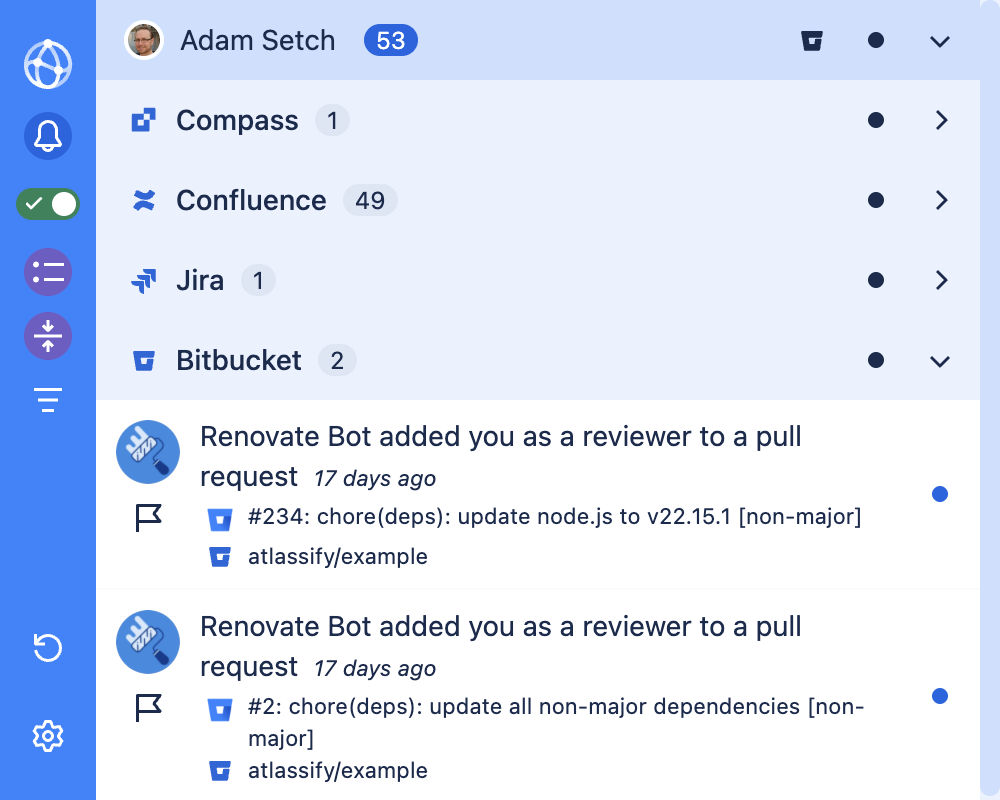 Adam Setch 53
Compass 1
Confluence 49
Jira 1
Bitbucket 2
Renovate Bot added you as a reviewer to a pull
request 17 days ago
#234: chore(deps): update node.js to v22.15.1 [non-major]
atlassify/example
Renovate Bot added you as a reviewer to a pull
request 17 days ago
#2: chore(deps): update all non-major dependencies [non-
major]
atlassify/example